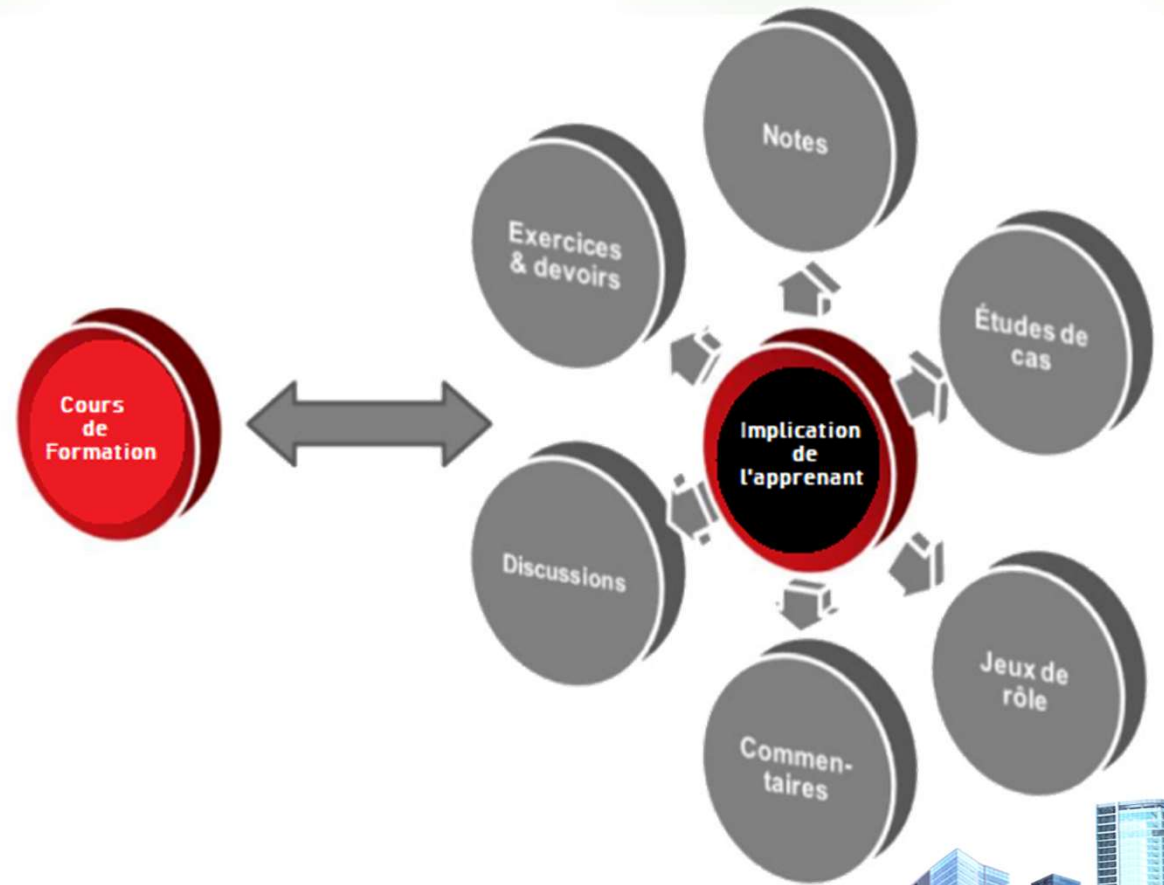 Cours
de
Formation
Implication
de
l'apprenant
Notes
Études de
cas
Jeux de
rôle
Commen-
taires
Discussions
Exercices
& devoirs